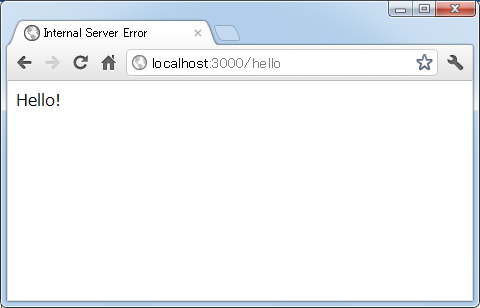 Internal Server Error
localhost:3000/hello
Hello!